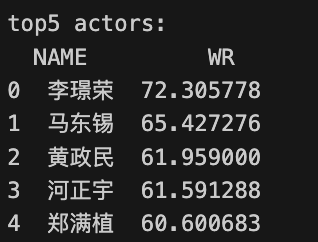 top5 actors:
NAME WR
0 李璟荣 72.305778
1 马东锡 65.427276
2 黄政民 61.959000
3 河正宇 61.591288
4 郑满植 60.600683